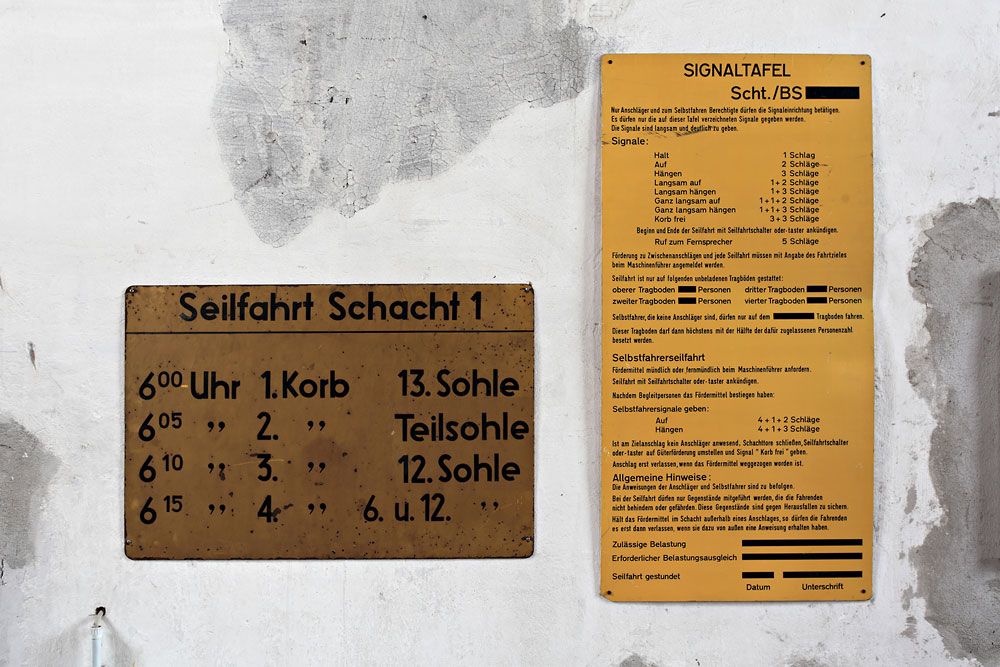 Seilfahrt Schacht 1
6⁰⁰ Uhr 1. Korb 13. Sohle
6⁰⁵ ,, 2. ,, Teilsohle
6¹⁰ ,, 3. ,, 12. Sohle
6¹⁵ ,, 4. ,, 6. u. 12. ,,
SIGNALTAFEL
Scht./BS
Nur Anschläger und zum Selbstfahren Berechtigte dürfen die Signaleinrichtung betätigen.
Es dürfen nur die auf dieser Tafel verzeichneten Signale gegeben werden.
Die Signale sind langsam und deutlich zu geben.
Signale:
Halt 1 Schlag
Auf 2 Schläge
Hängen 3 Schläge
Langsam auf 1+2 Schläge
Langsam hängen 1+3 Schläge
Ganz langsam auf 1+1+2 Schläge
Ganz langsam hängen 1+1+3 Schläge
Korb frei 3+3 Schläge
Beginn und Ende der Seilfahrt mit Seilfahrtschalter oder-taster ankündigen.
Ruf zum Fernsprecher 5 Schläge
Förderung zu Zwischenanschlägen und jede Seilfahrt müssen mit Angabe des Fahrtzieles
beim Maschinenführer angemeldet werden.
Seilfahrt ist nur auf folgenden unbeladenen Tragböden gestattet:
oberer Tragboden Personen dritter Tragboden Personen
zweiter Tragboden Personen vierter Tragboden Personen
Selbstfahrer, die keine Anschläger sind, dürfen nur auf dem Tragboden fahren.
Dieser Tragboden darf dann höchstens mit der Hälfte der dafür zugelassenen Personenzahl
besetzt werden.
Selbstfahrerseilfahrt
Fördermittel mündlich oder fernmündlich beim Maschinenführer anfordern.
Seilfahrt mit Seilfahrtschalter oder-taster ankündigen.
Nachdem Begleitpersonen das Fördermittel bestiegen haben:
Selbstfahrersignale geben:
Auf 4+1+2 Schläge
Hängen 4+1+3 Schläge
Ist am Zielanschlag kein Anschläger anwesend, Schachttore schließen, Seilfahrtschalter
oder-taster auf Güterförderung umstellen und Signal "Korb frei" geben.
Anschlag erst verlassen, wenn das Fördermittel weggezogen worden ist.
Allgemeine Hinweise:
Die Anweisungen der Anschläger und Selbstfahrer sind zu befolgen.
Bei der Seilfahrt dürfen nur Gegenstände mitgeführt werden, die die Fahrenden
nicht behindern oder gefährden. Diese Gegenstände sind gegen Herausfallen zu sichern.
Hält das Fördermittel im Schacht außerhalb eines Anschlages, so dürfen die Fahrenden
es erst dann verlassen, wenn sie dazu von außen eine Anweisung erhalten haben.
Zulässige Belastung
Erforderlicher Belastungsausgleich
Seilfahrt gestundet
Datum Unterschrift